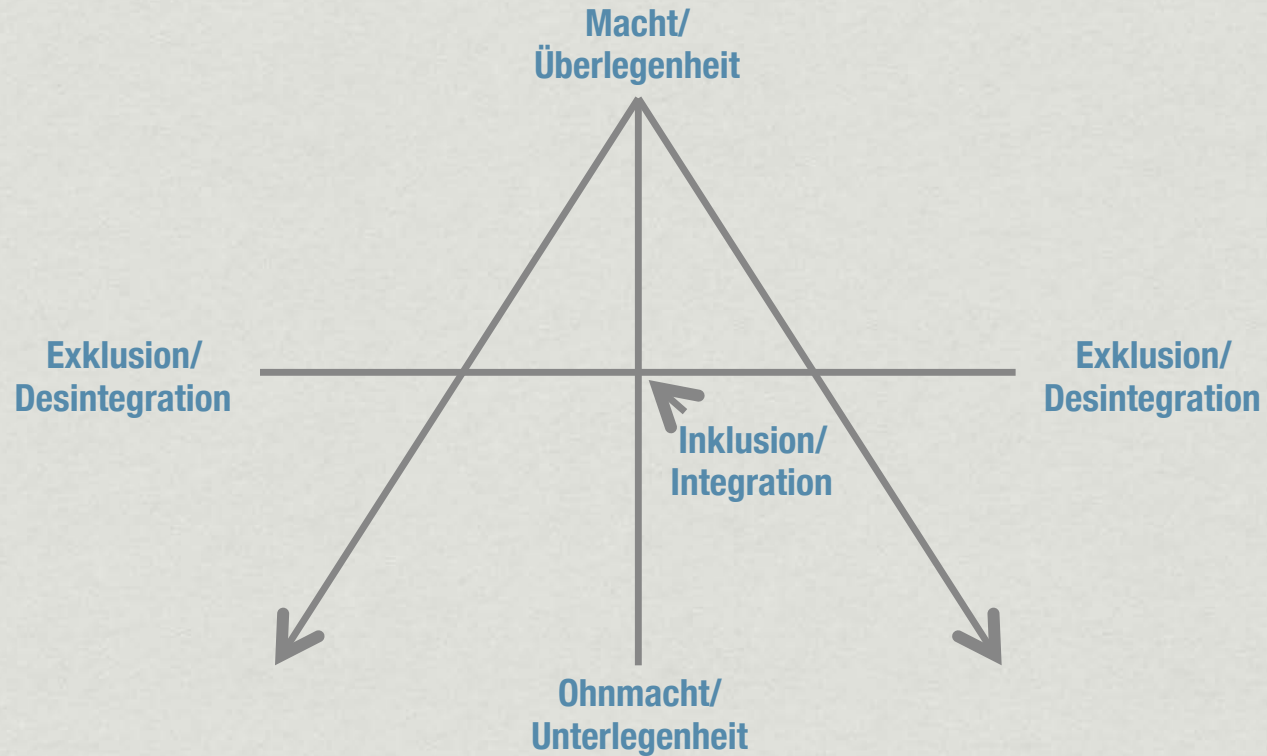 Macht/
Überlegenheit
Exklusion/
Desintegration
Exklusion/
Desintegration
Inklusion/
Integration
Ohnmacht/
Unterlegenheit